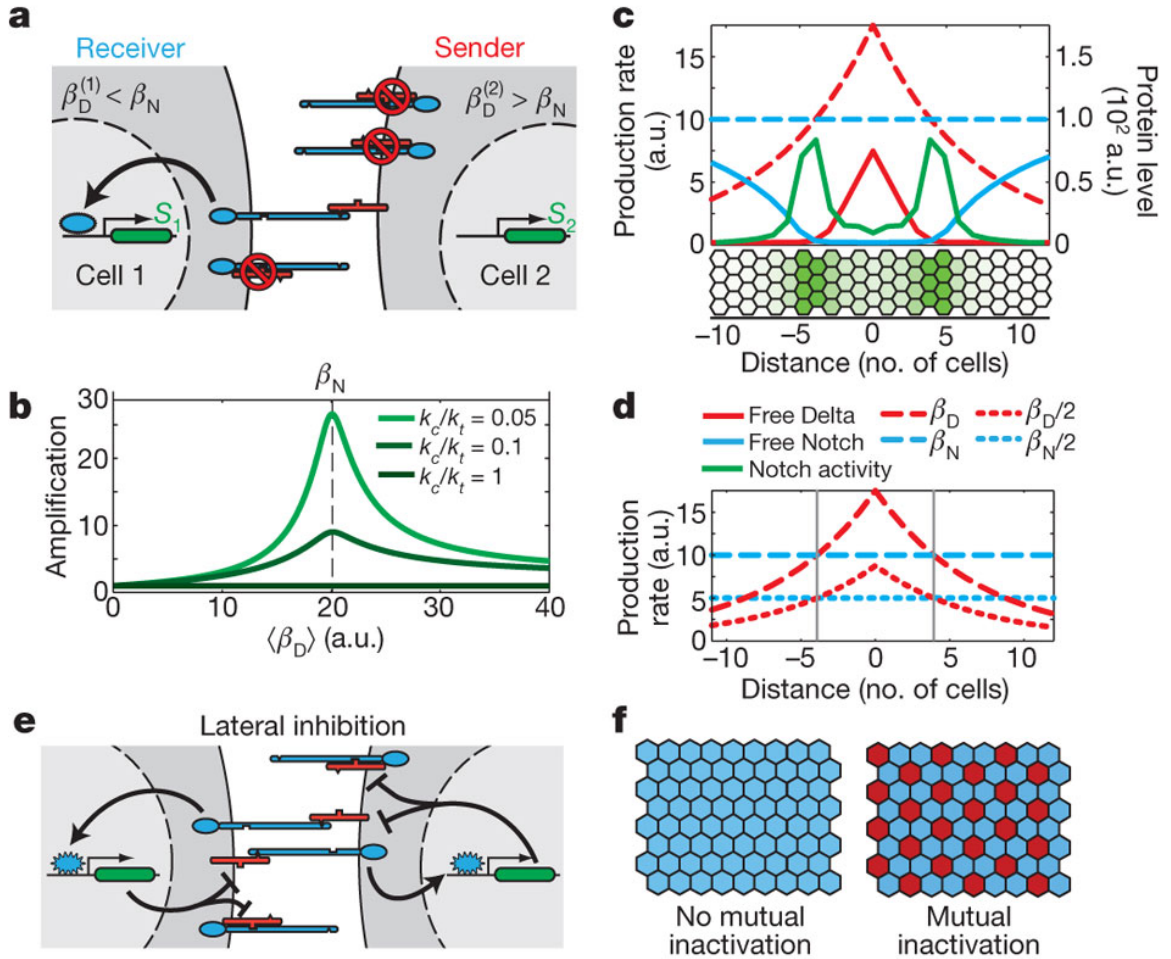 a
Receiver
Sender
β_D^(1) < β_N
β_D^(2) > β_N
S_1
S_2
Cell 1
Cell 2
b
β_N
Amplification
30
20
10
0
k_c/k_t = 0.05
k_c/k_t = 0.1
k_c/k_t = 1
0
10
20
30
40
⟨β_D⟩ (a.u.)
c
Production rate
(a.u.)
15
10
5
0
1.5
1.0
0.5
0
Protein level
(10² a.u.)
−10
−5
0
5
10
Distance (no. of cells)
d
Free Delta
β_D
β_D/2
Free Notch
β_N
β_N/2
Notch activity
Production
rate (a.u.)
15
10
5
0
−10
−5
0
5
10
Distance (no. of cells)
e
Lateral inhibition
f
No mutual
inactivation
Mutual
inactivation